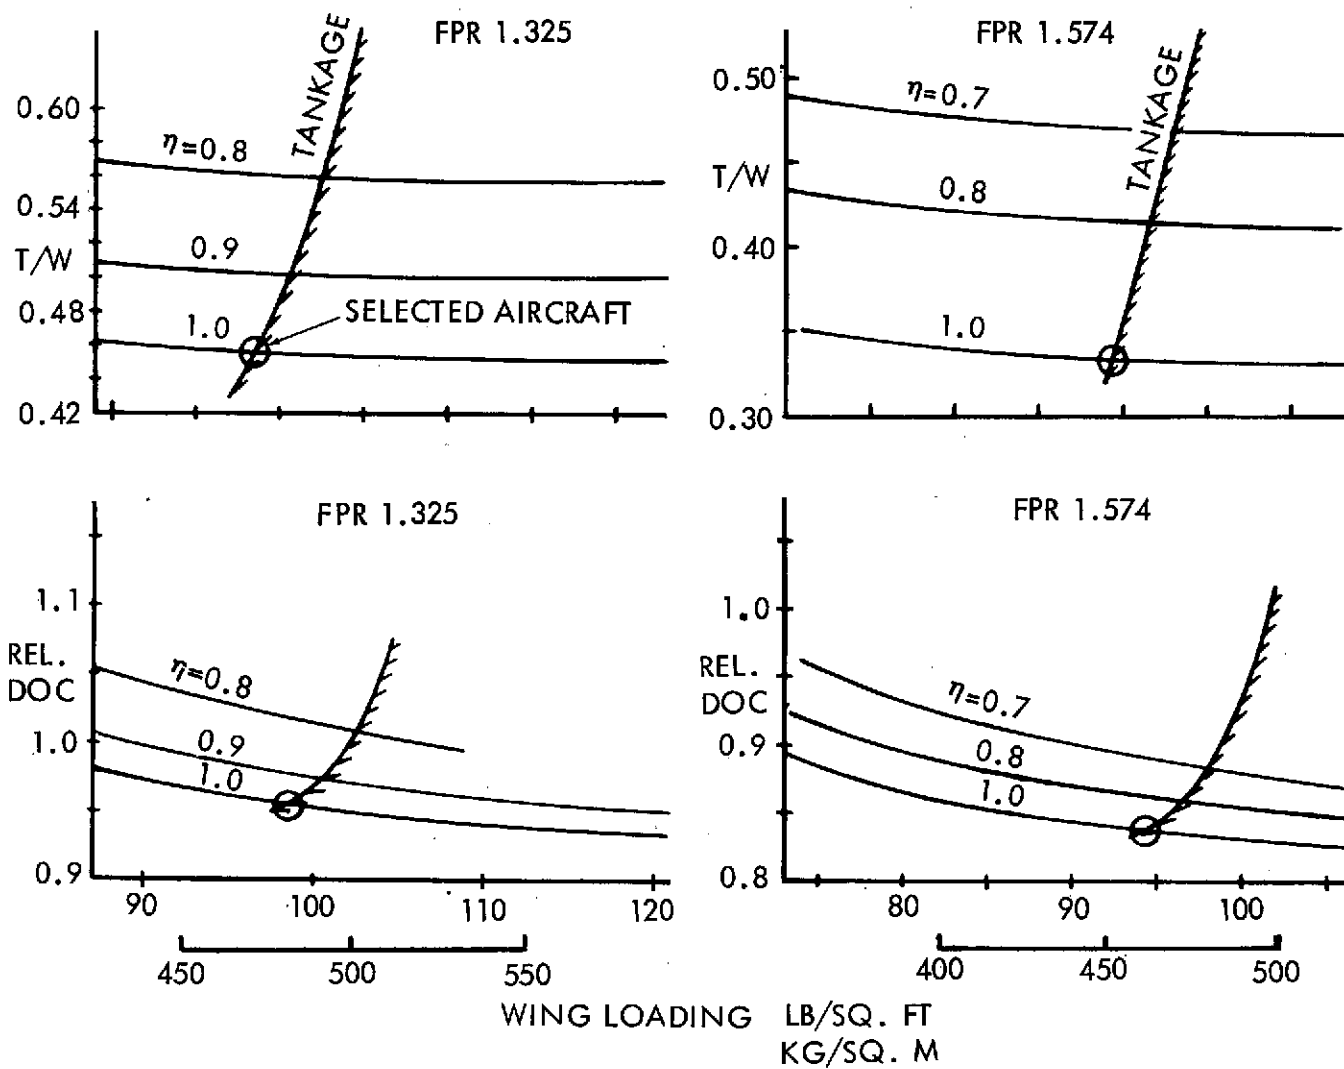 FPR 1.325
TANKAGE
0.60
η=0.8
0.54
T/W
0.9
0.48
1.0
SELECTED AIRCRAFT
0.42
FPR 1.574
TANKAGE
0.50
η=0.7
T/W
0.8
0.40
1.0
0.30
FPR 1.325
1.1
REL.
DOC
η=0.8
1.0
0.9
1.0
0.9
90 100 110 120
450 500 550
FPR 1.574
1.0
REL.
DOC
η=0.7
0.9
0.8
1.0
0.8
80 90 100
400 450 500
WING LOADING LB/SQ. FT
KG/SQ. M